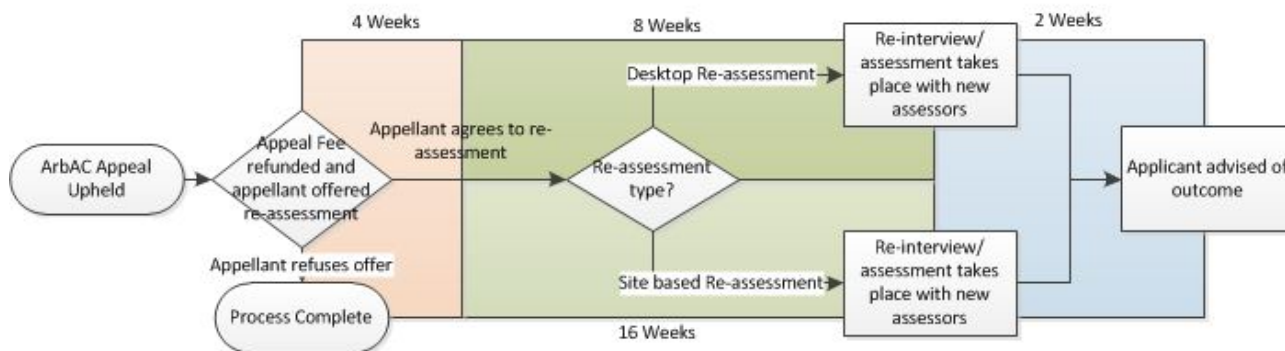 4 Weeks
8 Weeks
2 Weeks
Re-interview/
assessment takes
place with new
assessors
Desktop Re-assessment
Appellant agrees to re-
assessment
ArbAC Appeal
Upheld
Appeal Fee
refunded and
appellant offered
re-assessment
Re-assessment
type?
Applicant advised of
outcome
Appellant refuses offer
Site based Re-assessment
Re-interview/
assessment takes
place with new
assessors
Process Complete
16 Weeks